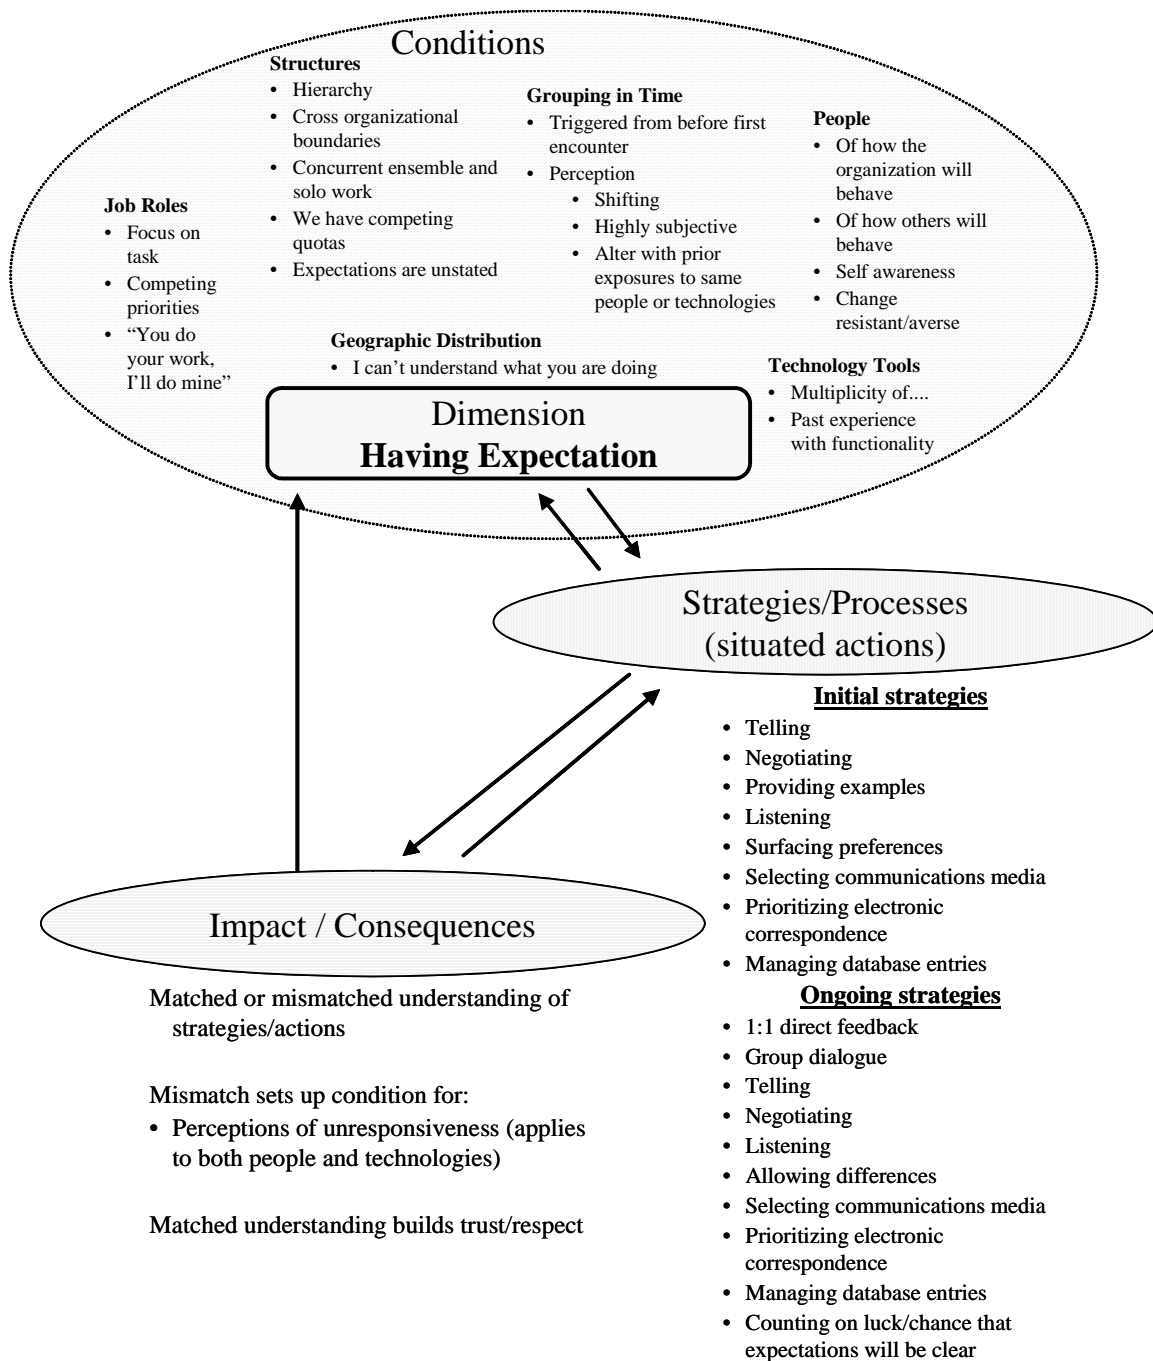 Conditions
Structures
• Hierarchy
• Cross organizational
boundaries
• Concurrent ensemble and
solo work
• We have competing
quotas
• Expectations are unstated
Grouping in Time
• Triggered from before first
encounter
• Perception
• Shifting
• Highly subjective
• Alter with prior
exposures to same
people or technologies
People
• Of how the
organization will
behave
• Of how others will
behave
• Self awareness
• Change
resistant/averse
Job Roles
• Focus on
task
• Competing
priorities
• “You do
your work,
I’ll do mine”
Geographic Distribution
• I can’t understand what you are doing
Technology Tools
• Multiplicity of....
• Past experience
with functionality
Dimension
Having Expectation
Strategies/Processes
(situated actions)
Initial strategies
• Telling
• Negotiating
• Providing examples
• Listening
• Surfacing preferences
• Selecting communications media
• Prioritizing electronic
correspondence
• Managing database entries
Ongoing strategies
• 1:1 direct feedback
• Group dialogue
• Telling
• Negotiating
• Listening
• Allowing differences
• Selecting communications media
• Prioritizing electronic
correspondence
• Managing database entries
• Counting on luck/chance that
expectations will be clear
Impact / Consequences
Matched or mismatched understanding of
strategies/actions
Mismatch sets up condition for:
• Perceptions of unresponsiveness (applies
to both people and technologies)
Matched understanding builds trust/respect